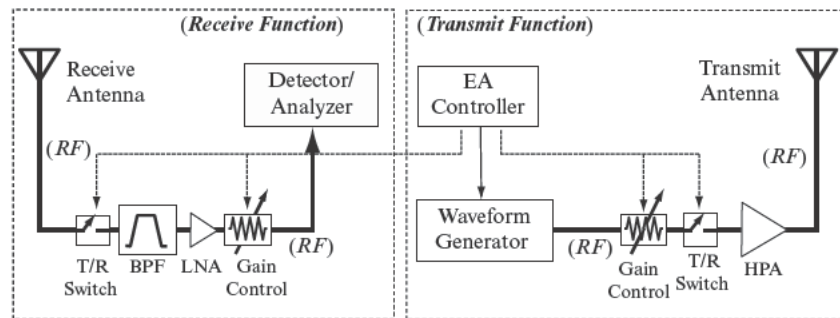 (Receive Function)
(Transmit Function)
Receive
Antenna
Detector/
Analyzer
EA
Controller
Transmit
Antenna
(RF)
(RF)
Waveform
Generator
(RF)
(RF)
T/R
Switch
BPF
LNA
Gain
Control
Gain
Control
T/R
Switch
HPA